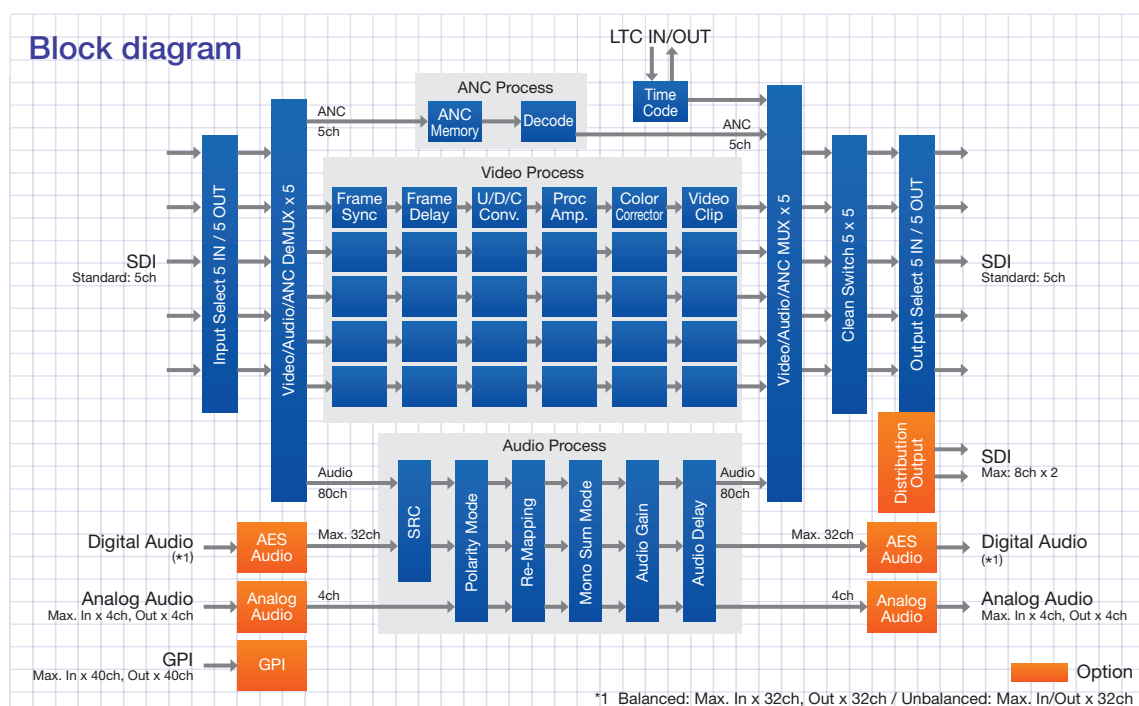 Block diagram
LTC IN/OUT
Time
Code
ANC Process
ANC
5ch
ANC
Memory
Decode
ANC
5ch
Video Process
Frame
Sync
Frame
Delay
U/D/C
Conv.
Proc
Amp.
Color
Corrector
Video
Clip
SDI
Standard: 5ch
Input Select 5 IN / 5 OUT
Video/Audio/ANC DeMUX x 5
Video/Audio/ANC MUX x 5
Clean Switch 5 x 5
Output Select 5 IN / 5 OUT
SDI
Standard: 5ch
Distribution
Output
SDI
Max: 8ch x 2
Audio Process
Audio
80ch
SRC
Polarity Mode
Re-Mapping
Mono Sum Mode
Audio Gain
Audio Delay
Audio
80ch
Digital Audio
(*1)
AES
Audio
Max. 32ch
Max. 32ch
AES
Audio
Digital Audio
(*1)
Analog Audio
Max. In x 4ch, Out x 4ch
Analog
Audio
4ch
4ch
Analog
Audio
Analog Audio
Max. In x 4ch, Out x 4ch
GPI
Max. In x 40ch, Out x 40ch
GPI
Option
*1 Balanced: Max. In x 32ch, Out x 32ch / Unbalanced: Max. In/Out x 32ch